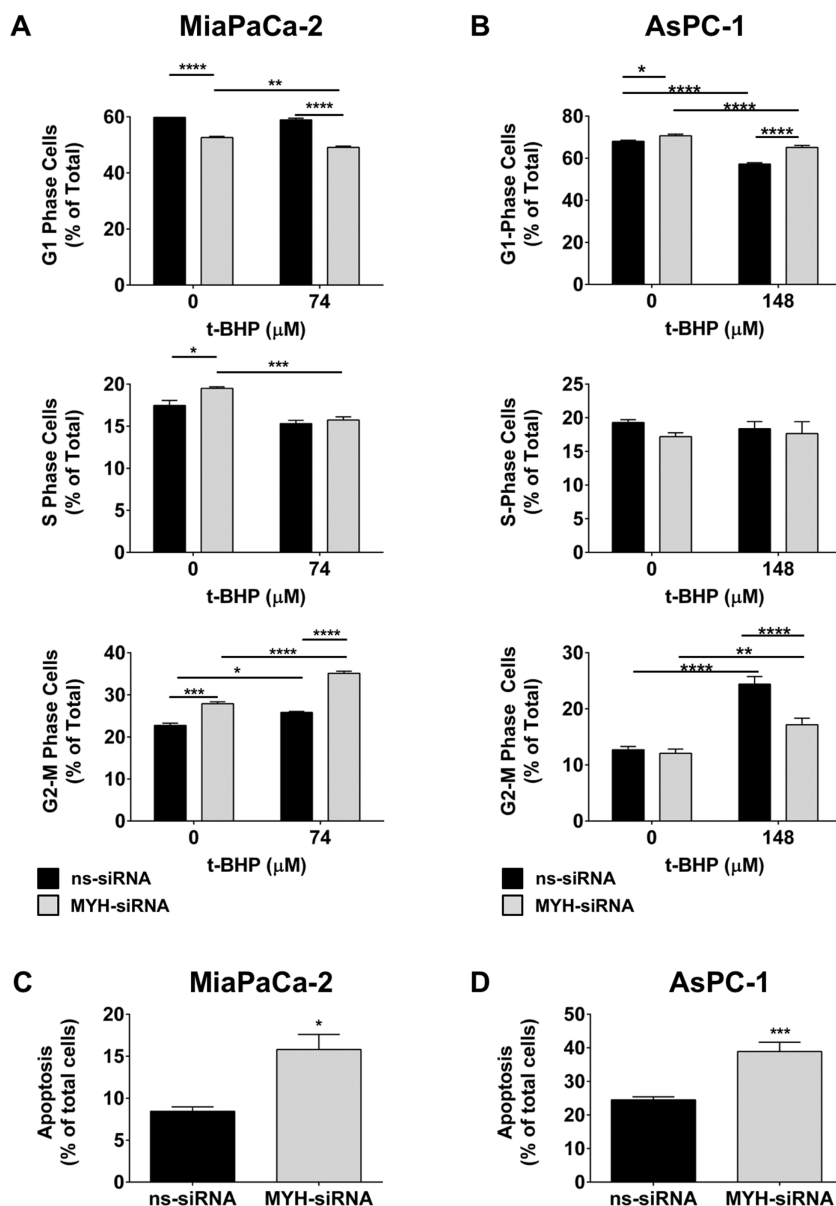 A
MiaPaCa-2
****
**
****
G1 Phase Cells
(% of Total)
60
40
20
0
0
74
t-BHP (μM)
*
***
S Phase Cells
(% of Total)
20
15
10
5
0
0
74
t-BHP (μM)
****
****
*
***
G2-M Phase Cells
(% of Total)
40
30
20
10
0
0
74
t-BHP (μM)
ns-siRNA
MYH-siRNA
B
AsPC-1
*
****
****
****
G1-Phase Cells
(% of Total)
80
60
40
20
0
0
148
t-BHP (μM)
S-Phase Cells
(% of Total)
25
20
15
10
5
0
0
148
t-BHP (μM)
****
**
****
G2-M Phase Cells
(% of Total)
30
20
10
0
0
148
t-BHP (μM)
ns-siRNA
MYH-siRNA
C
MiaPaCa-2
*
Apoptosis
(% of total cells)
20
15
10
5
0
ns-siRNA
MYH-siRNA
D
AsPC-1
***
Apoptosis
(% of total cells)
50
40
30
20
10
0
ns-siRNA
MYH-siRNA